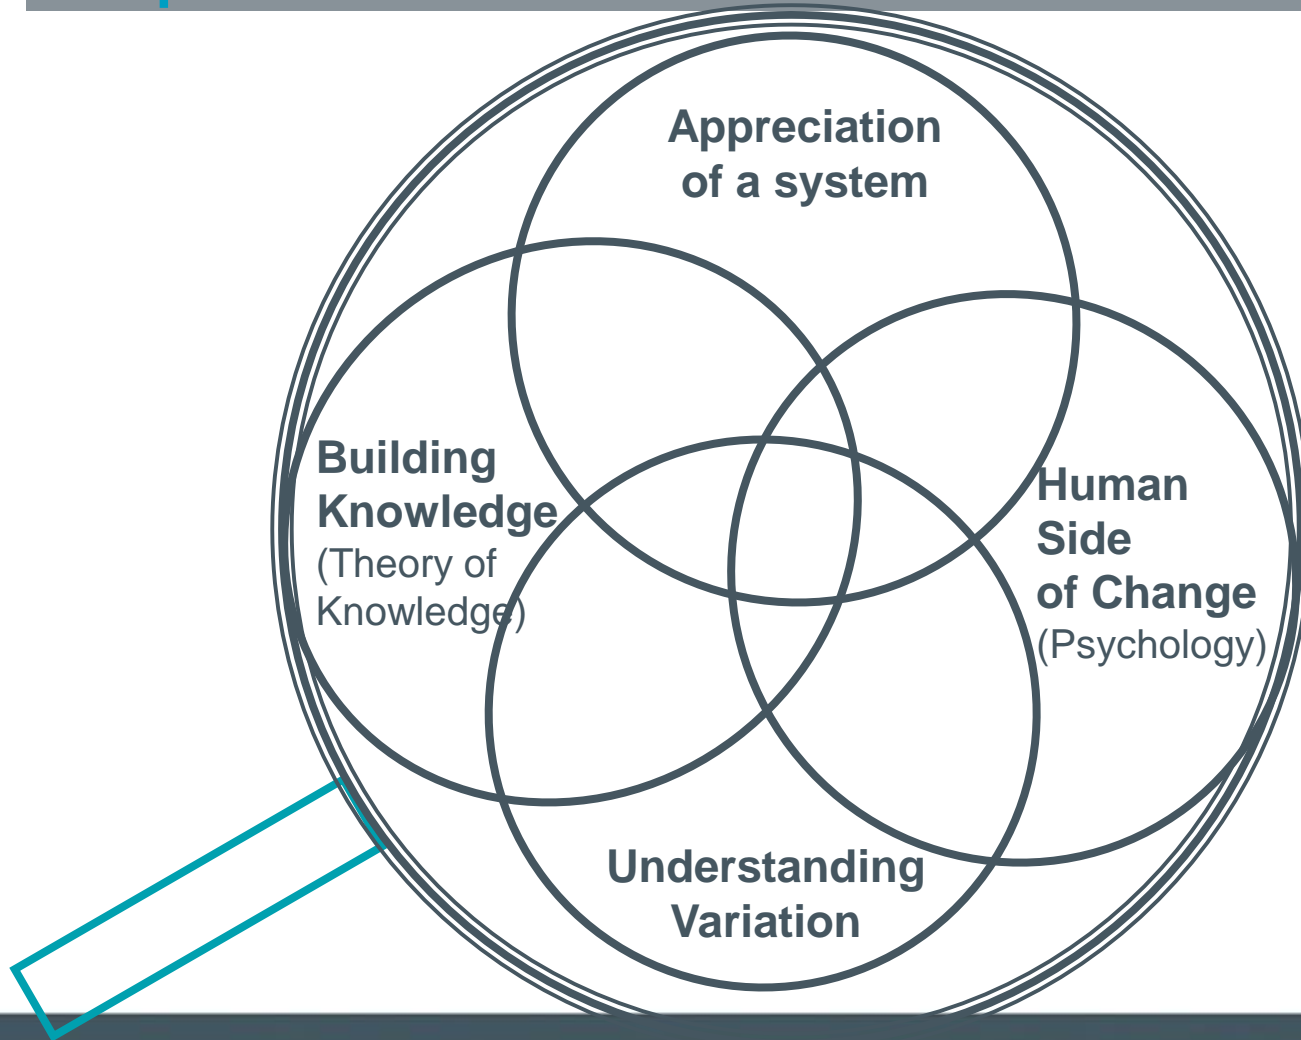 Appreciation
of a system
Building
Knowledge
(Theory of
Knowledge)
Human
Side
of Change
(Psychology)
Understanding
Variation